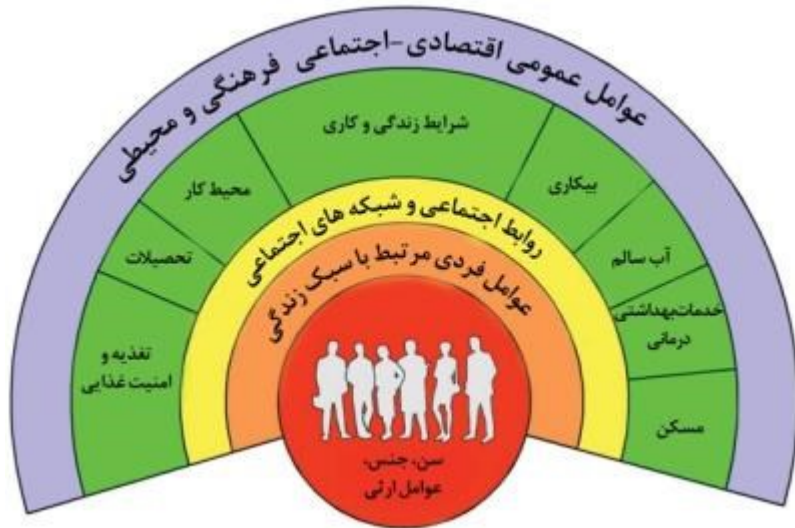 عوامل عمومی اقتصادی-اجتماعی فرهنگی و محیطی
شرایط زندگی و کاری
بیکاری
محیط کار
آب سالم
تحصیلات
خدمات‌بهداشتی
درمانی
تغذیه و
امنیت غذایی
مسکن
روابط اجتماعی و شبکه های اجتماعی
عوامل فردی مرتبط با سبک زندگی
سن، جنس،
عوامل ارثی